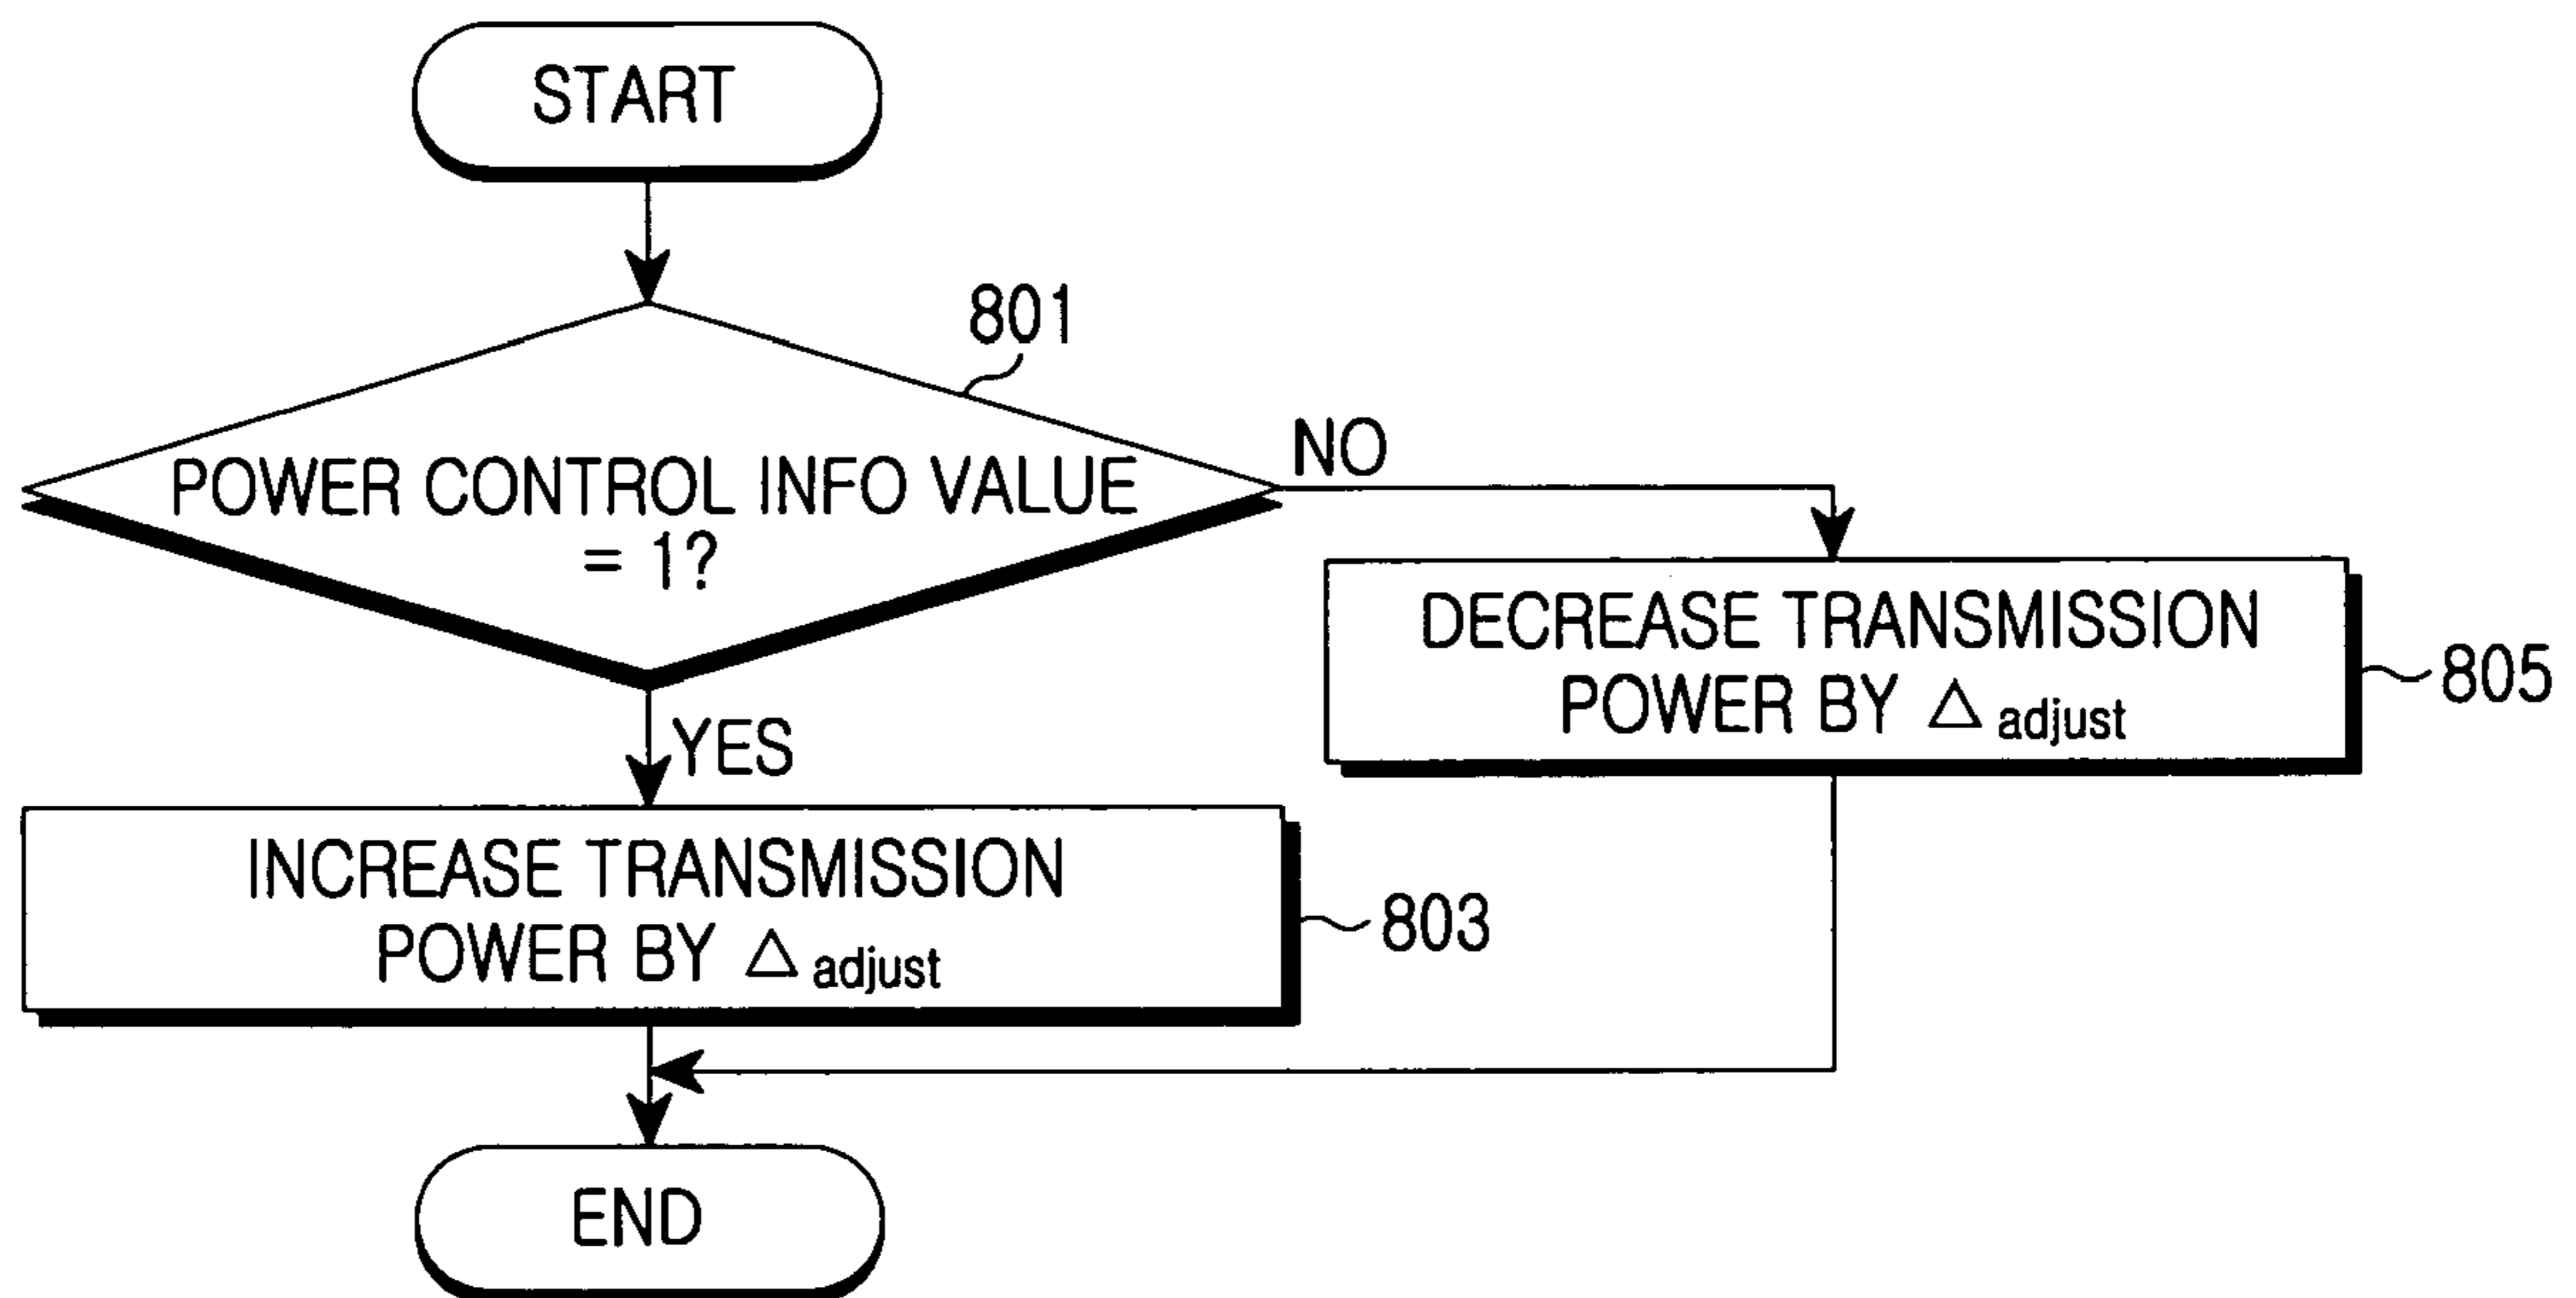 START
801
POWER CONTROL INFO VALUE
= 1?
NO
YES
DECREASE TRANSMISSION
POWER BY △ adjust
805
INCREASE TRANSMISSION
POWER BY △ adjust
803
END